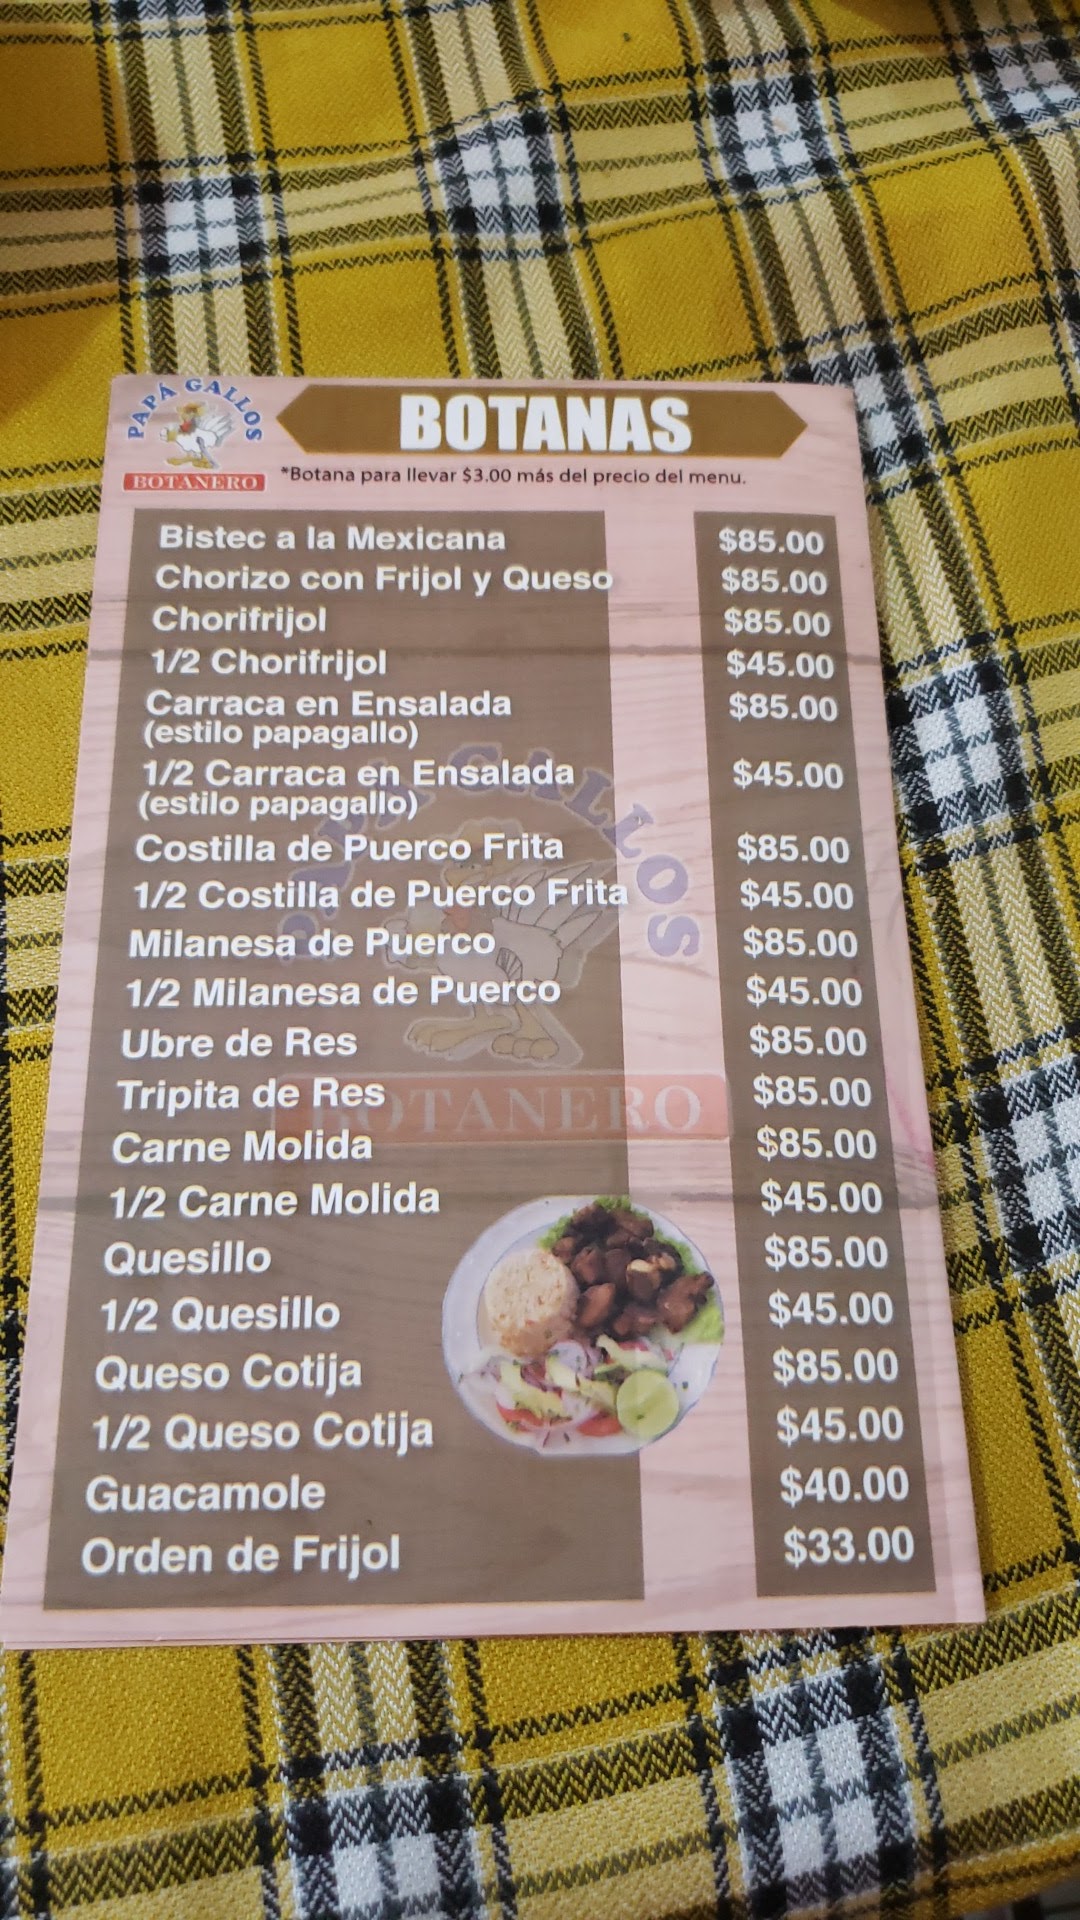 PAPÁ GALLOS
BOTANERO
BOTANAS
*Botana para llevar $3.00 más del precio del menu.
Bistec a la Mexicana $85.00
Chorizo con Frijol y Queso $85.00
Chorifrijol $85.00
1/2 Chorifrijol $45.00
Carraca en Ensalada $85.00
(estilo papagallo)
1/2 Carraca en Ensalada $45.00
(estilo papagallo)
Costilla de Puerco Frita $85.00
1/2 Costilla de Puerco Frita $45.00
Milanesa de Puerco $85.00
1/2 Milanesa de Puerco $45.00
Ubre de Res $85.00
Tripita de Res $85.00
Carne Molida $85.00
1/2 Carne Molida $45.00
Quesillo $85.00
1/2 Quesillo $45.00
Queso Cotija $85.00
1/2 Queso Cotija $45.00
Guacamole $40.00
Orden de Frijol $33.00
PAPÁ GALLOS
BOTANERO